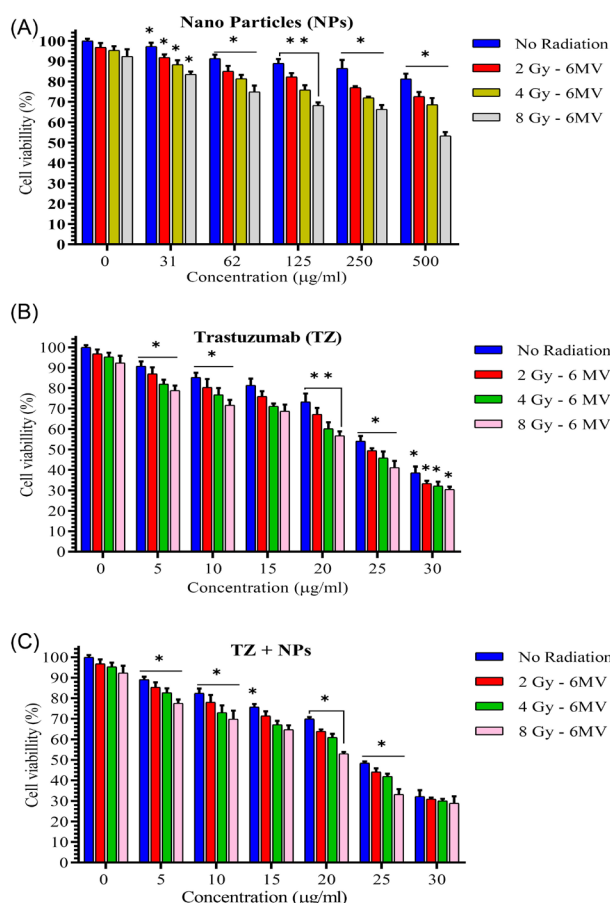 (A)
Nano Particles (NPs)
Cell viabillity (%)
100
90
80
70
60
50
40
30
20
10
0
* * * * * * * * *
0 31 62 125 250 500
Concentration (μg/ml)
No Radiation
2 Gy - 6MV
4 Gy - 6MV
8 Gy - 6MV
(B)
Trastuzumab (TZ)
Cell viabillity (%)
100
90
80
70
60
50
40
30
20
10
0
* * * * * * * * *
0 5 10 15 20 25 30
Concentration (μg/ml)
No Radiation
2 Gy - 6 MV
4 Gy - 6 MV
8 Gy - 6 MV
(C)
TZ + NPs
Cell viabillity (%)
100
90
80
70
60
50
40
30
20
10
0
* * * * *
0 5 10 15 20 25 30
Concentration (μg/ml)
No Radiation
2 Gy - 6MV
4 Gy - 6MV
8 Gy - 6MV